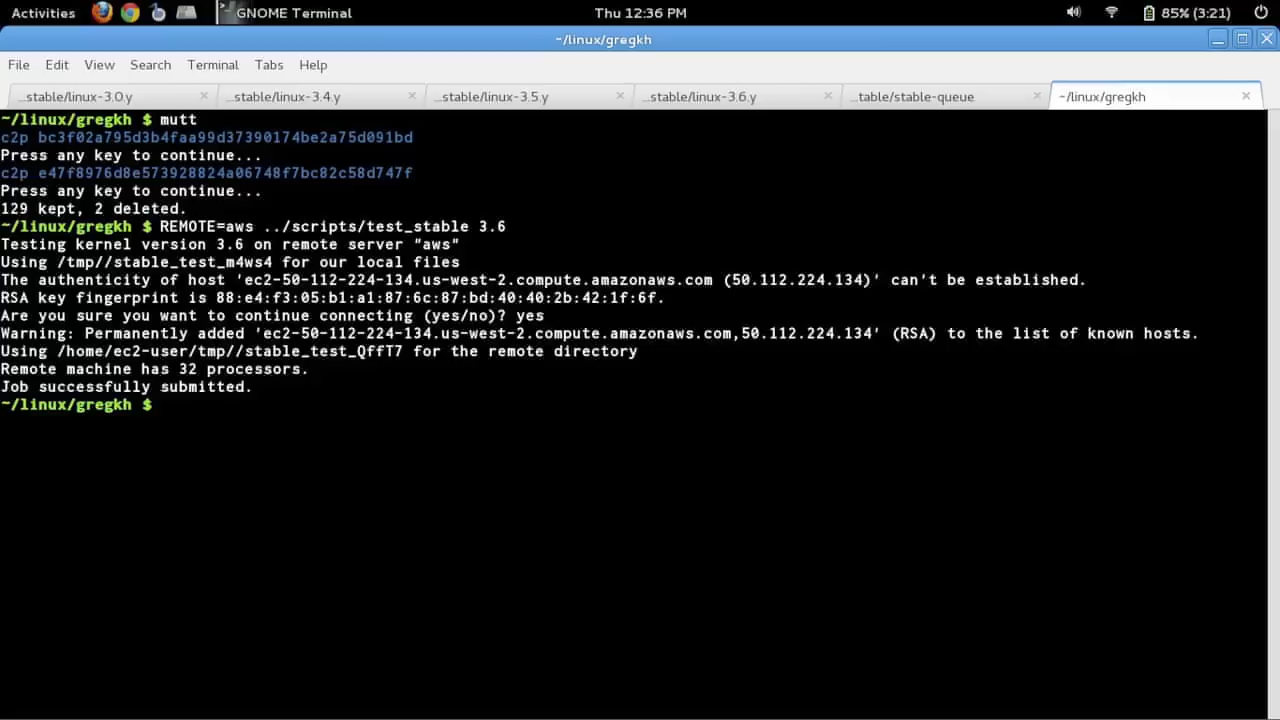 Activities GNOME Terminal Thu 12:36 PM 85% (3:21)
~/linux/gregkh
File Edit View Search Terminal Tabs Help
...stable/linux-3.0.y ...stable/linux-3.4.y ...stable/linux-3.5.y ...stable/linux-3.6.y ...table/stable-queue ~/linux/gregkh
~/linux/gregkh $ mutt
c2p bc3f02a795d3b4faa99d37390174be2a75d091bd
Press any key to continue...
c2p e47f8976d8e573928824a06748f7bc82c58d747f
Press any key to continue...
129 kept, 2 deleted.
~/linux/gregkh $ REMOTE=aws ../scripts/test_stable 3.6
Testing kernel version 3.6 on remote server "aws"
Using /tmp//stable_test_m4ws4 for our local files
The authenticity of host 'ec2-50-112-224-134.us-west-2.compute.amazonaws.com (50.112.224.134)' can't be established.
RSA key fingerprint is 88:e4:f3:05:b1:a1:87:6c:87:bd:40:40:2b:42:1f:6f.
Are you sure you want to continue connecting (yes/no)? yes
Warning: Permanently added 'ec2-50-112-224-134.us-west-2.compute.amazonaws.com,50.112.224.134' (RSA) to the list of known hosts.
Using /home/ec2-user/tmp//stable_test_QffT7 for the remote directory
Remote machine has 32 processors.
Job successfully submitted.
~/linux/gregkh $